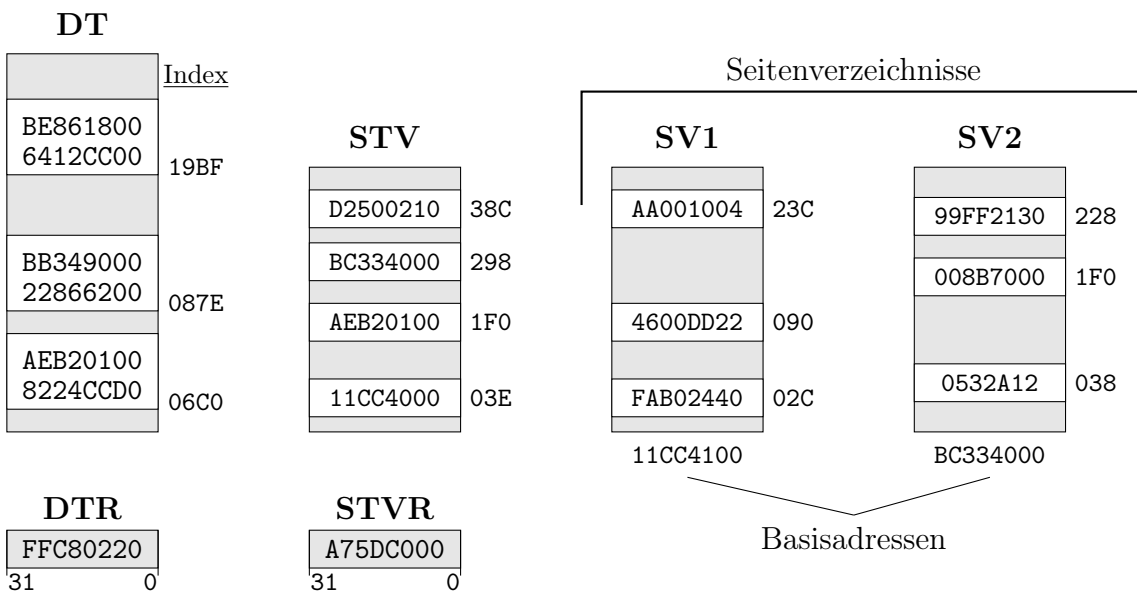 DT
Index
BE861800
6412CC00
19BF
BB349000
22866200
087E
AEB20100
8224CCD0
06C0
STV
D2500210 38C
BC334000 298
AEB20100 1F0
11CC4000 03E
Seitenverzeichnisse
SV1
AA001004 23C
4600DD22 090
FAB02440 02C
11CC4100
SV2
99FF2130 228
008B7000 1F0
0532A12 038
BC334000
Basisadressen
DTR
FFC80220
31 0
STVR
A75DC000
31 0